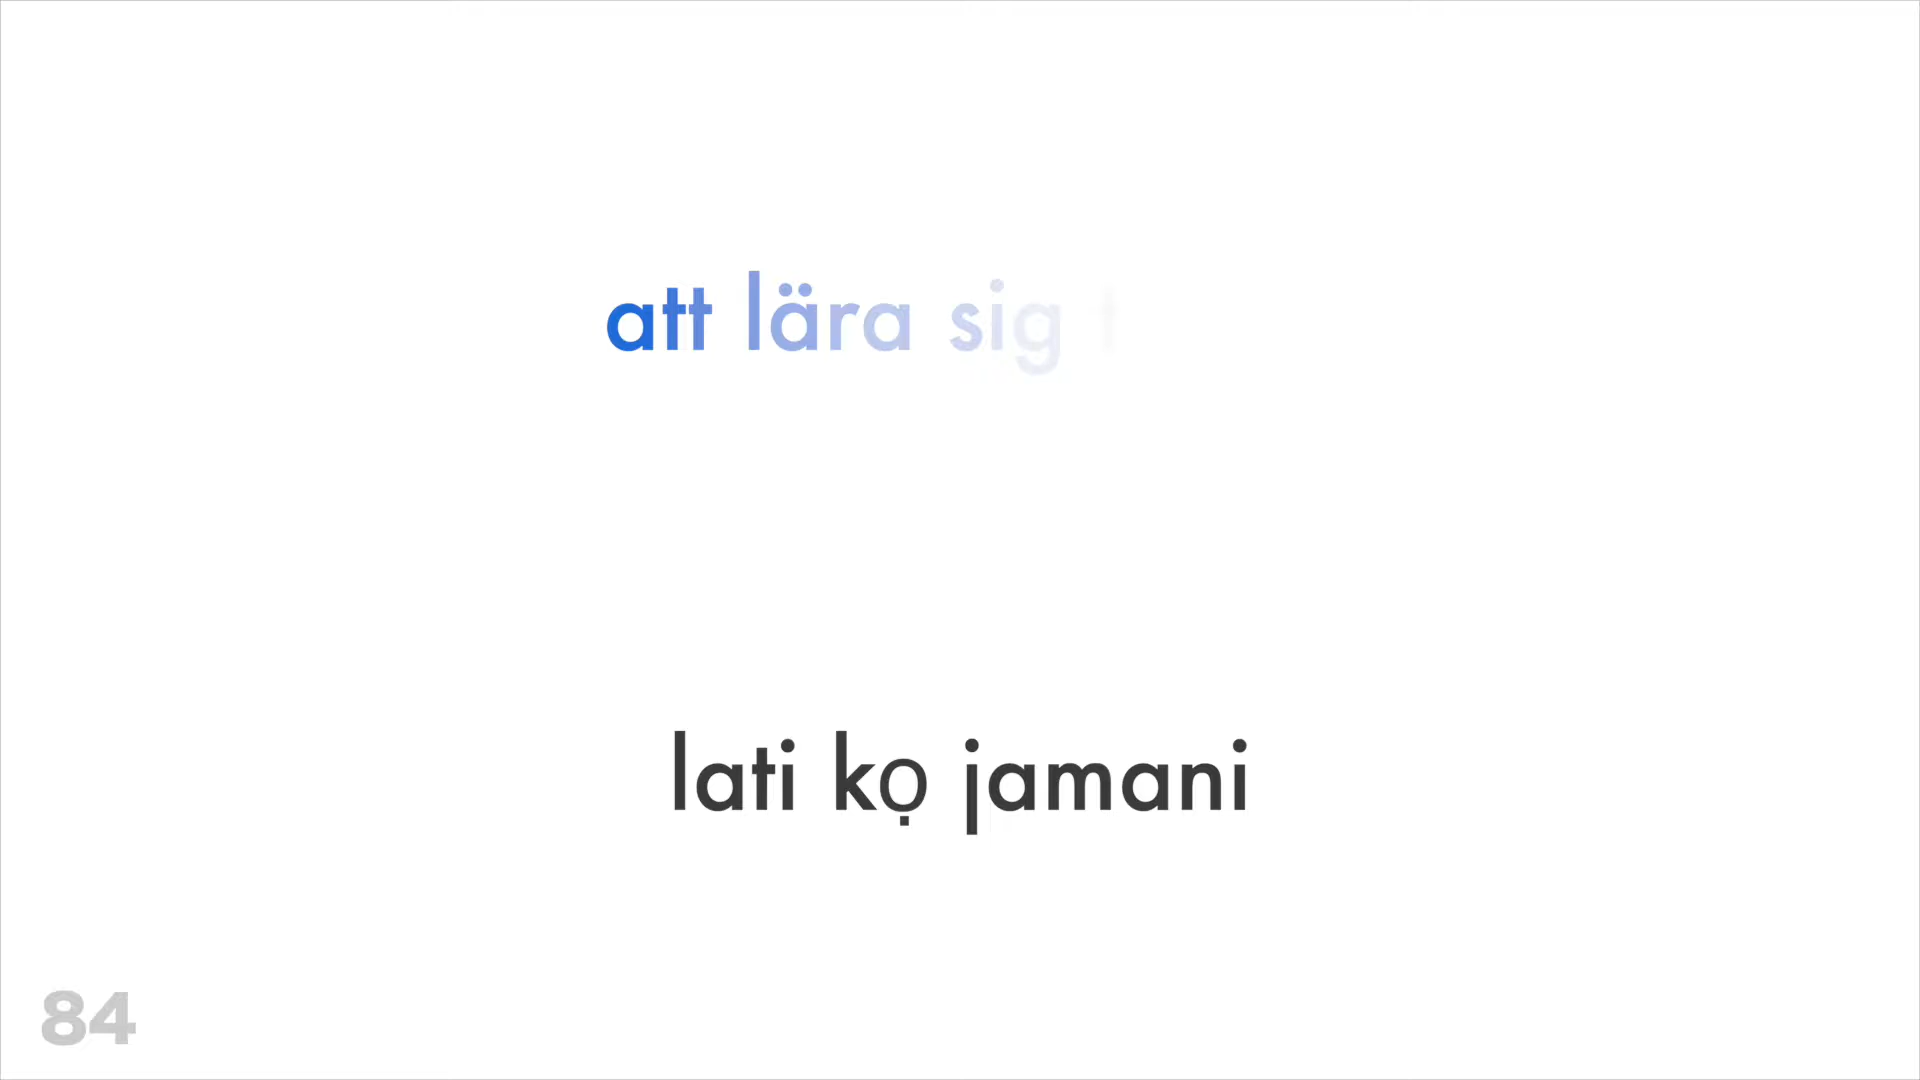 att lära sig t
lati kọ jamani
84